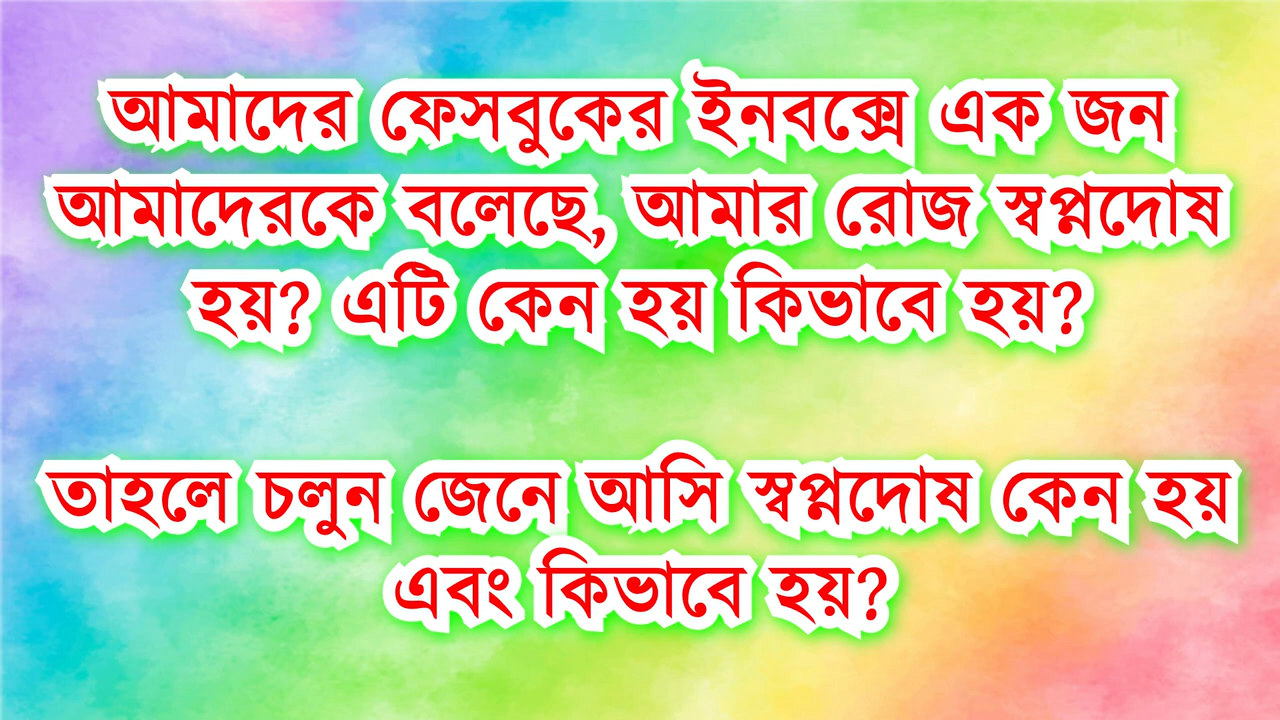 আমাদের ফেসবুকের ইনবক্সে এক জন
আমাদেরকে বলেছে, আমার রোজ স্বপ্নদোষ
হয়? এটি কেন হয় কিভাবে হয়?
তাহলে চলুন জেনে আসি স্বপ্নদোষ কেন হয়
এবং কিভাবে হয়?